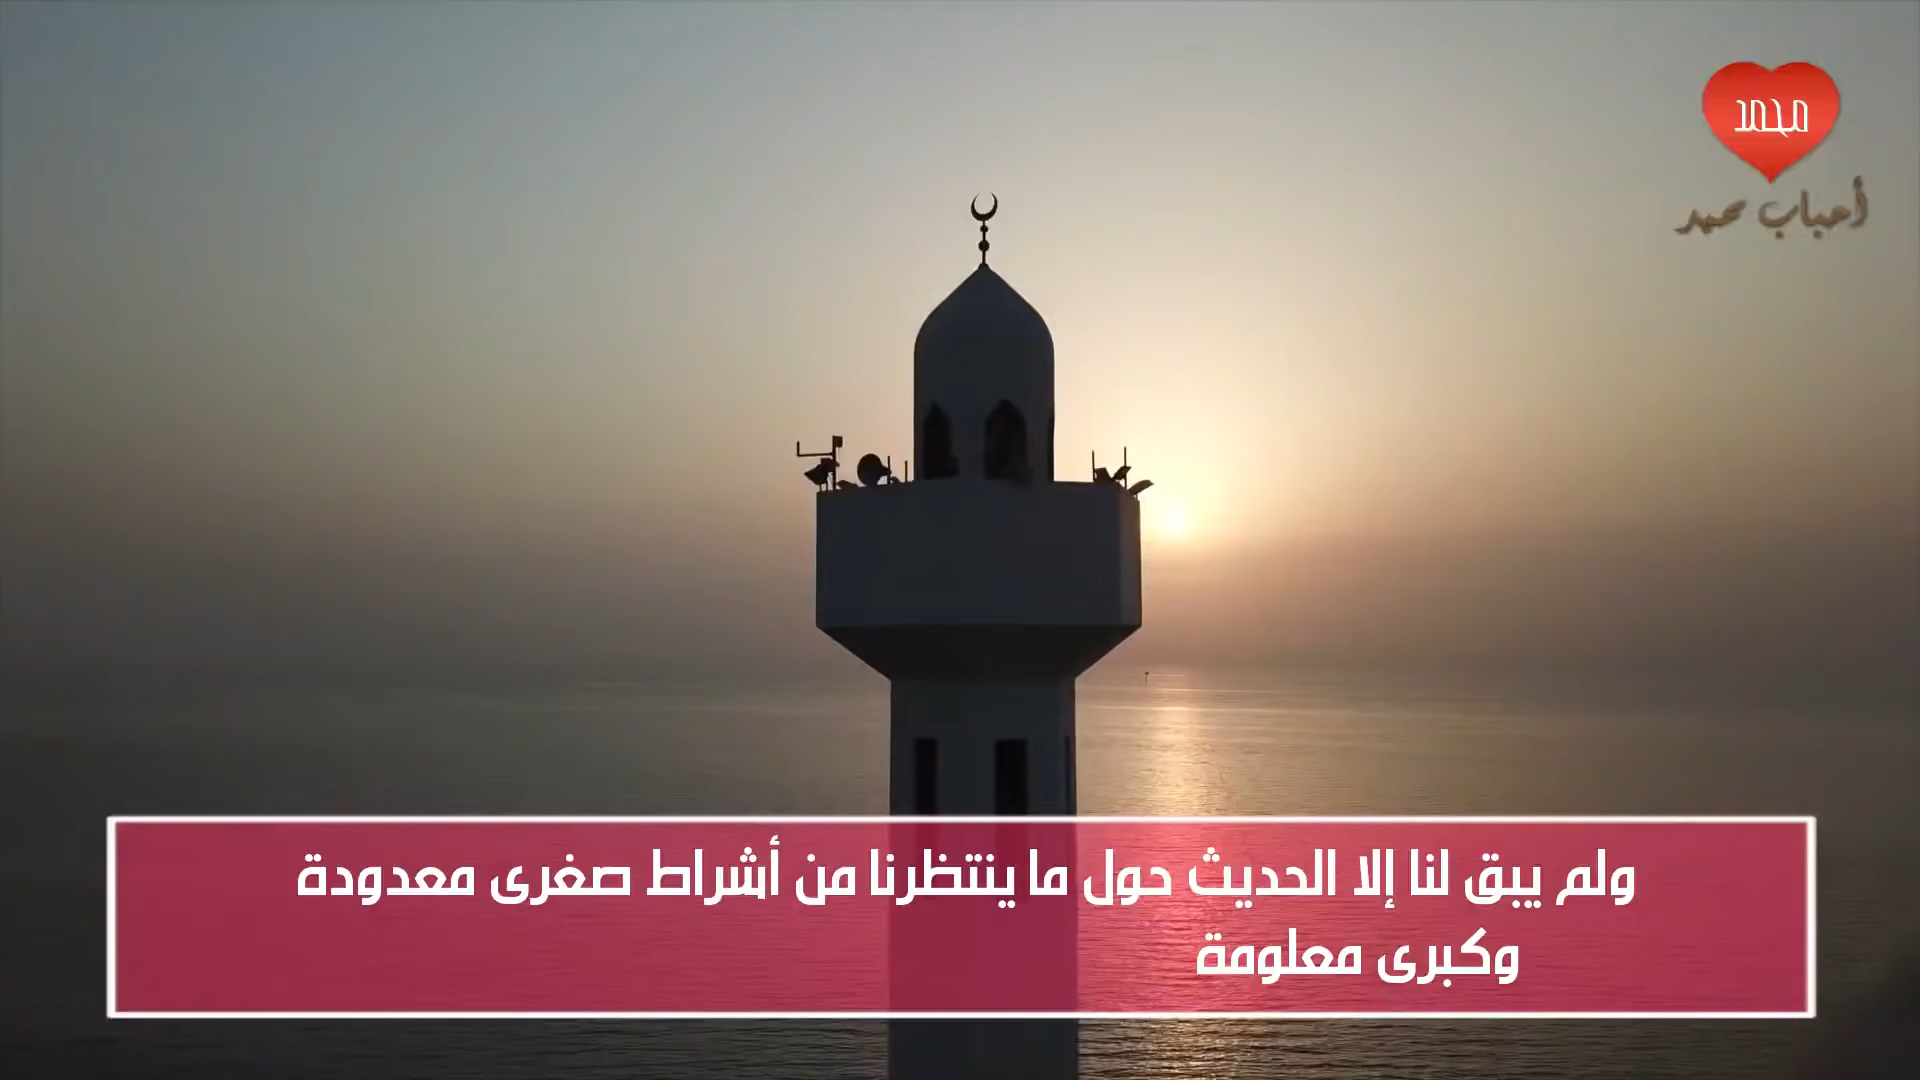 محمد
أحباب محمد
ولم يبق لنا إلا الحديث حول ما ينتظرنا من أشراط صغرى معدودة
وكبرى معلومة